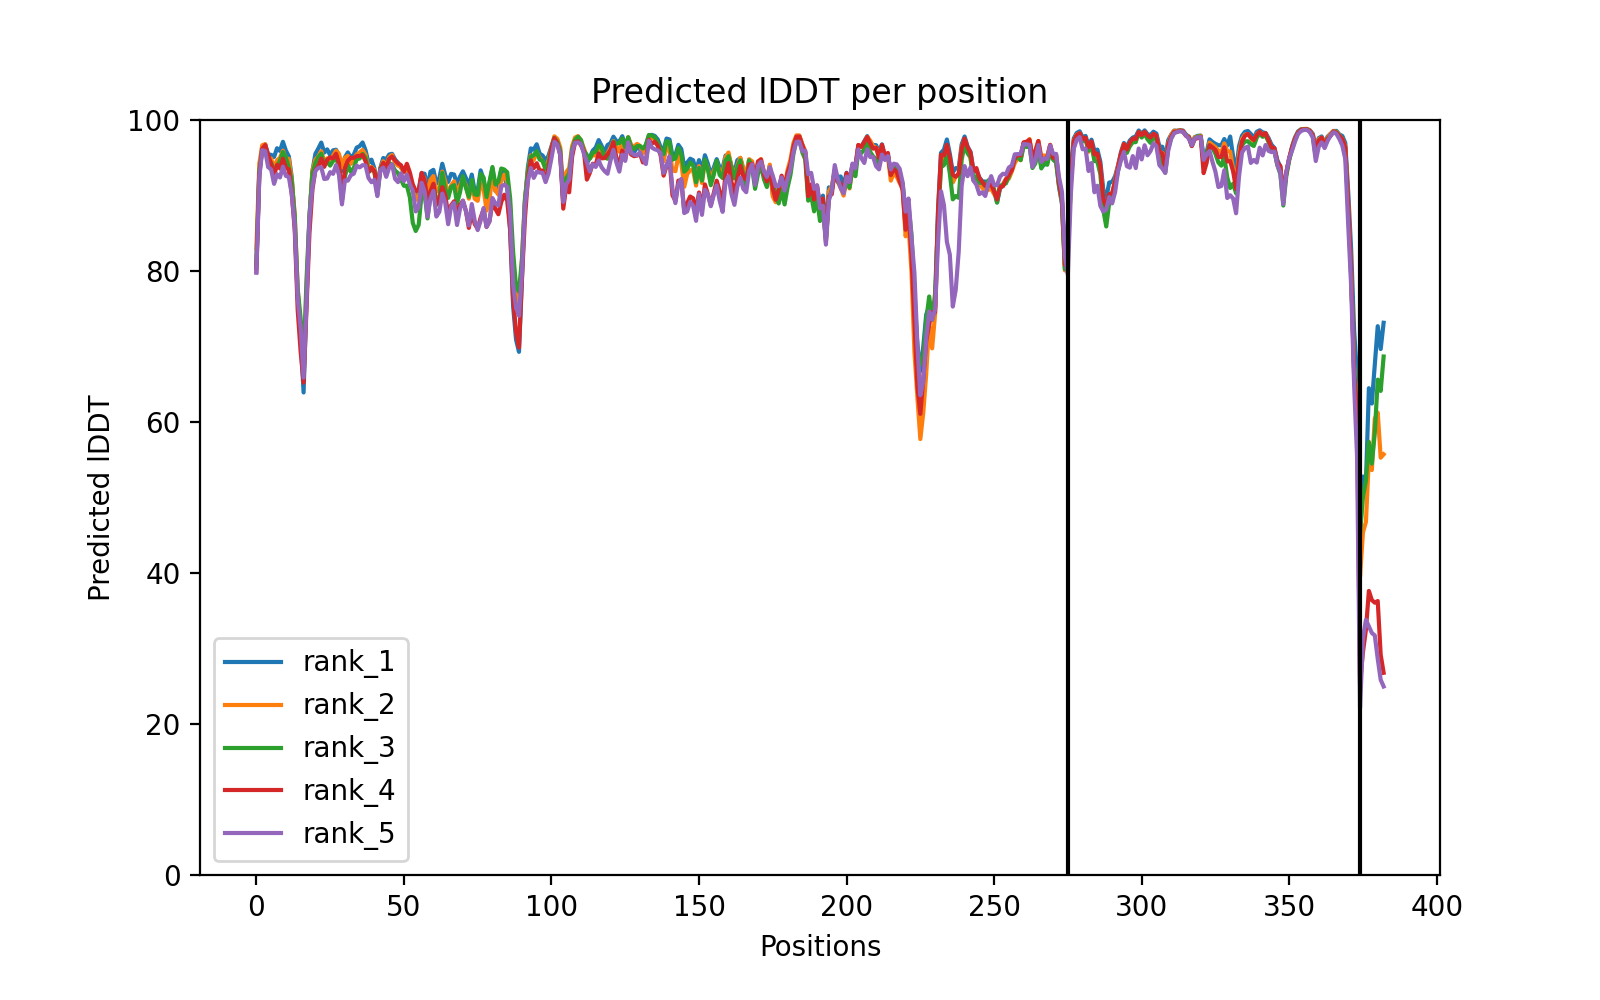 Predicted lDDT per position
100
80
60
40
20
0
Predicted lDDT
rank_1
rank_2
rank_3
rank_4
rank_5
0 50 100 150 200 250 300 350 400
Positions